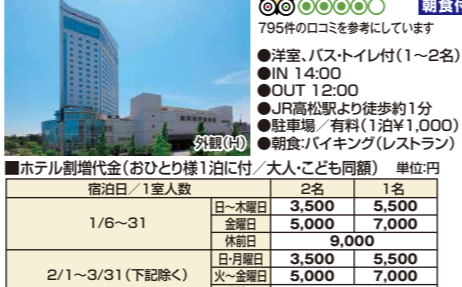 朝食付
795件の口コミを参考にしています
●洋室、バス・トイレ付(1～2名)
●IN 14:00
●OUT 12:00
●JR高松駅より徒歩約1分
●駐車場／有料(1泊¥1,000)
●朝食:バイキング(レストラン)
外観(H)
■ホテル割増代金(おひとり様1泊に付／大人・こども同額) 単位:円
宿泊日／1室人数 2名 1名
1/6～31 日～木曜日 3,500 5,500
金曜日 5,000 7,000
休前日 9,000
2/1～3/31(下記除く) 日・月曜日 3,500 5,500
火～金曜日 5,000 7,000